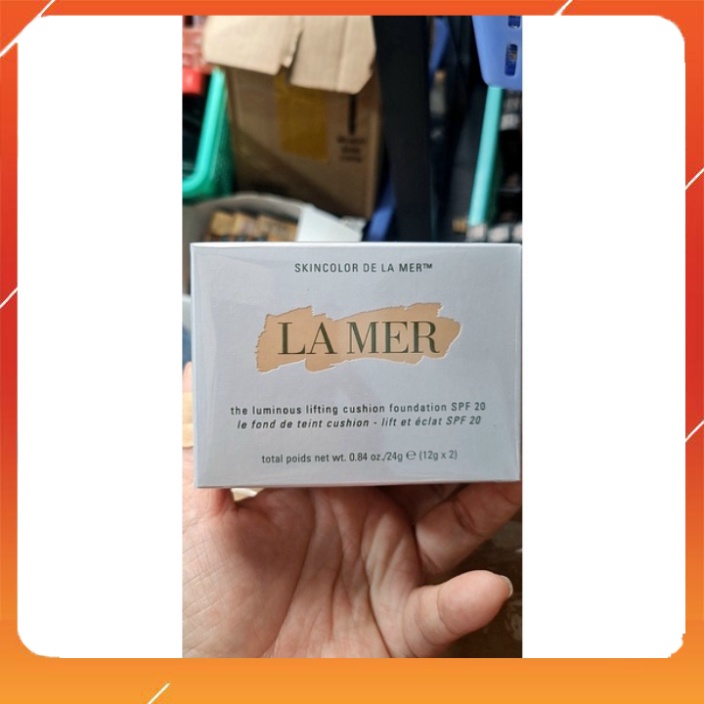 SKINCOLOR DE LA MER™
LA MER
the luminous lifting cushion foundation SPF 20
le fond de teint cushion - lift et éclat SPF 20
total poids net wt. 0.84 oz./24g ℮ (12g x 2)